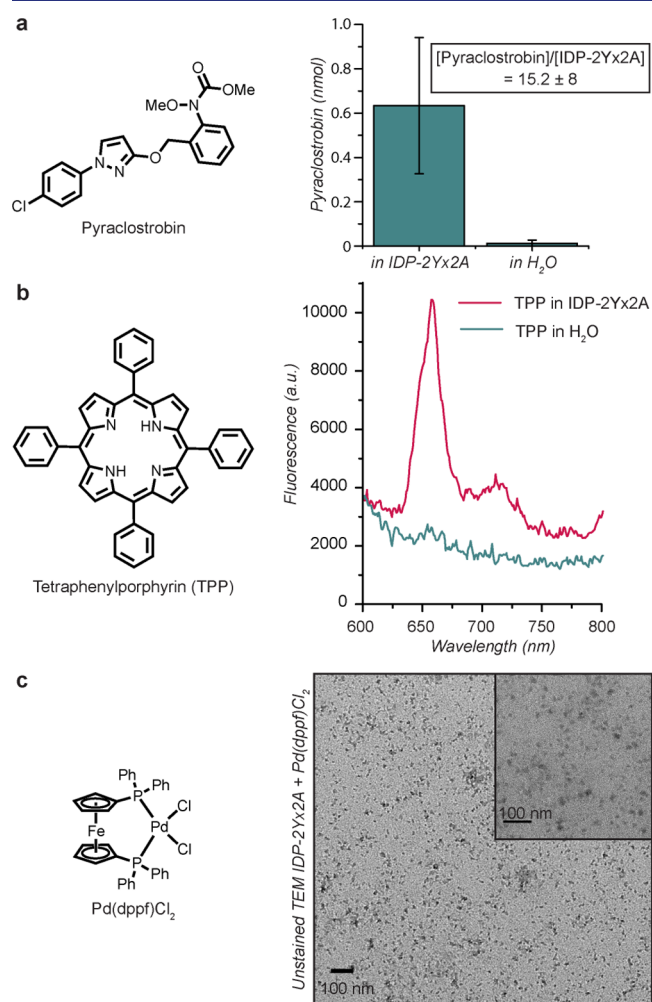 a
O
OMe
MeO
N
N
N
O
Cl
Pyraclostrobin
Pyraclostrobin (nmol)
1.0
0.8
0.6
0.4
0.2
0
[Pyraclostrobin]/[IDP-2Yx2A]
= 15.2 ± 8
in IDP-2Yx2A
in H₂O
b
N
HN
NH
N
Tetraphenylporphyrin (TPP)
Fluorescence (a.u.)
10000
8000
6000
4000
2000
0
TPP in IDP-2Yx2A
TPP in H₂O
600
650
700
750
800
Wavelength (nm)
c
Ph
Ph
P
Cl
Fe
Pd
Cl
P
Ph
Ph
Pd(dppf)Cl₂
Unstained TEM IDP-2Yx2A + Pd(dppf)Cl₂
100 nm
100 nm